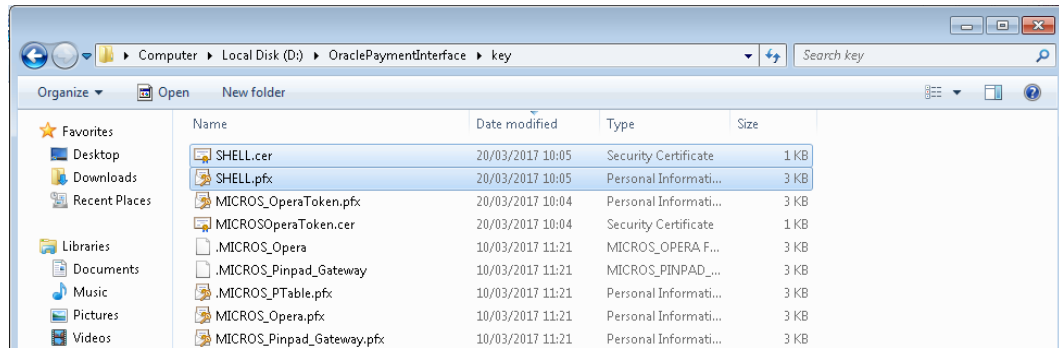 Computer Local Disk (D:) OraclePaymentInterface key Search key
Organize Open New folder
Name Date modified Type Size
Favorites
Desktop
Downloads
Recent Places
Libraries
Documents
Music
Pictures
Videos
SHELL.cer 20/03/2017 10:05 Security Certificate 1 KB
SHELL.pfx 20/03/2017 10:05 Personal Informati... 3 KB
MICROS_OperaToken.pfx 20/03/2017 10:04 Personal Informati... 3 KB
MICROSOperaToken.cer 20/03/2017 10:04 Security Certificate 1 KB
.MICROS_Opera 10/03/2017 11:21 MICROS_OPERA F... 3 KB
.MICROS_Pinpad_Gateway 10/03/2017 11:21 MICROS_PINPAD_... 3 KB
.MICROS_PTable.pfx 10/03/2017 11:21 Personal Informati... 3 KB
MICROS_Opera.pfx 10/03/2017 11:21 Personal Informati... 3 KB
MICROS_Pinpad_Gateway.pfx 10/03/2017 11:21 Personal Informati... 3 KB